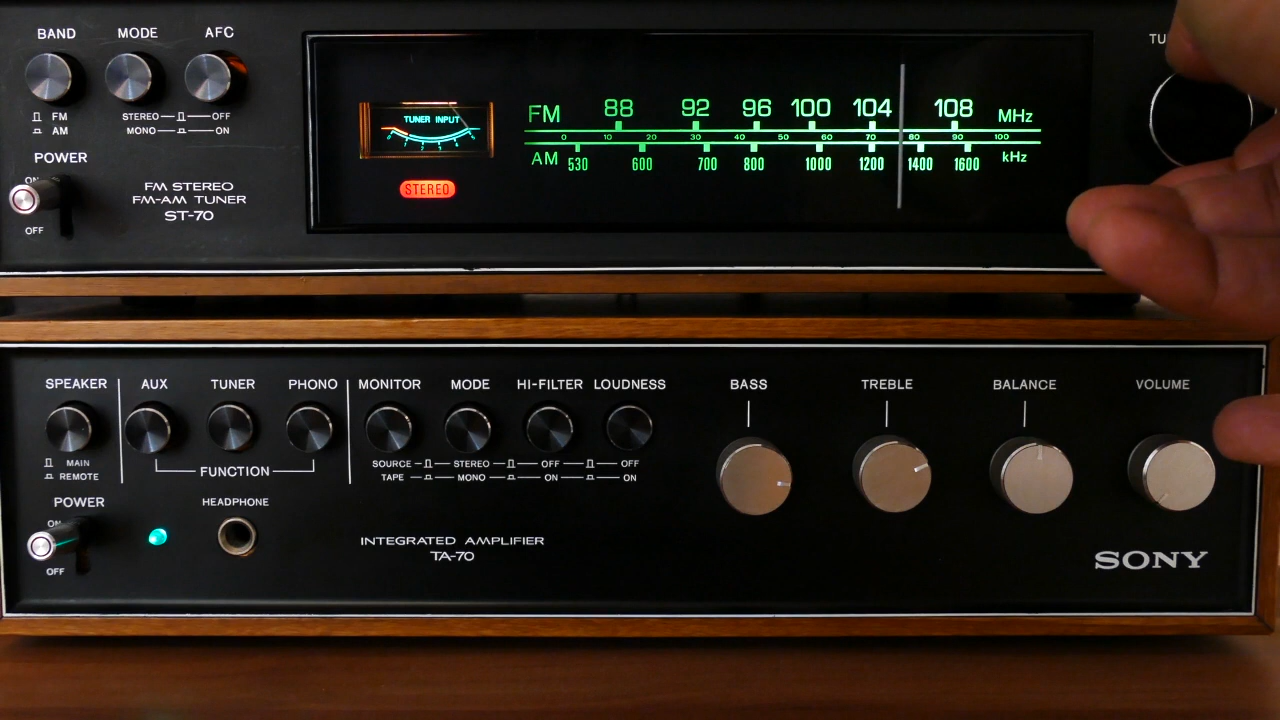 BAND MODE AFC
FM STEREO OFF
AM MONO ON
POWER
ON
OFF
FM STEREO
FM-AM TUNER
ST-70
TUNER INPUT
STEREO
FM 88 92 96 100 104 108 MHz
0 10 20 30 40 50 60 70 80 90 100
AM 530 600 700 800 1000 1200 1400 1600 kHz
SPEAKER AUX TUNER PHONO MONITOR MODE HI-FILTER LOUDNESS BASS TREBLE BALANCE VOLUME
MAIN SOURCE STEREO OFF OFF
REMOTE FUNCTION TAPE MONO ON ON
POWER HEADPHONE
ON
OFF
INTEGRATED AMPLIFIER
TA-70
SONY